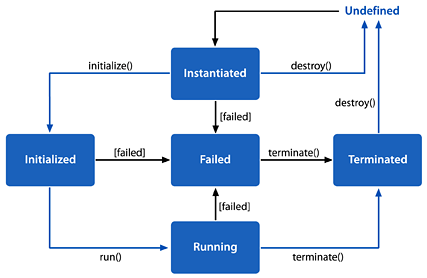 Undefined
initialize()
Instantiated
destroy()
[failed]
destroy()
Initialized
[failed]
Failed
terminate()
Terminated
[failed]
run()
Running
terminate()